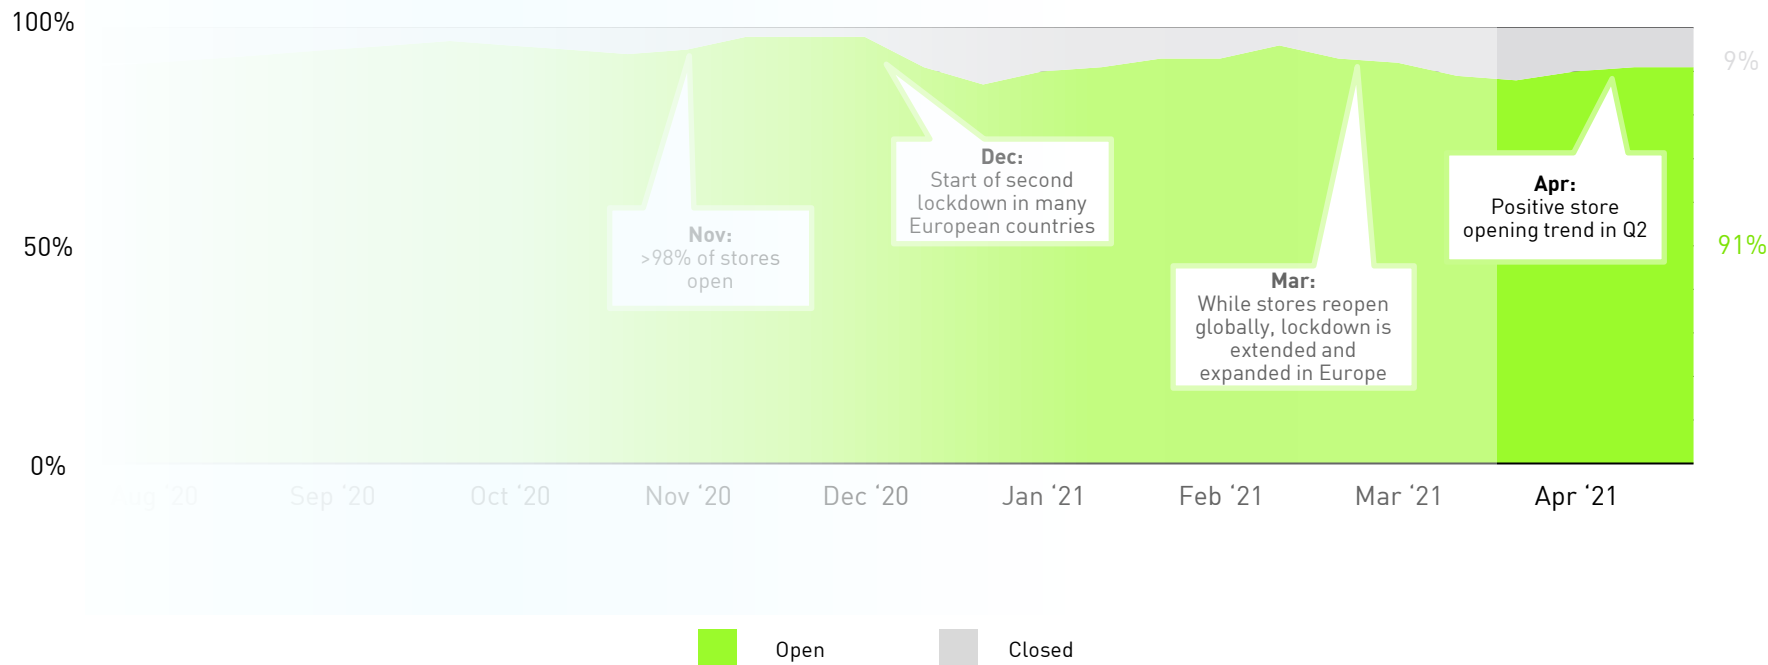 100%
9%
Dec:
Start of second
lockdown in many
European countries
Apr:
Positive store
opening trend in Q2
Nov:
>98% of stores
open
50%
91%
Mar:
While stores reopen
globally, lockdown is
extended and
expanded in Europe
0%
Aug ‘20
Sep ‘20
Oct ‘20
Nov ‘20
Dec ‘20
Jan ‘21
Feb ‘21
Mar ‘21
Apr ‘21
Open
Closed